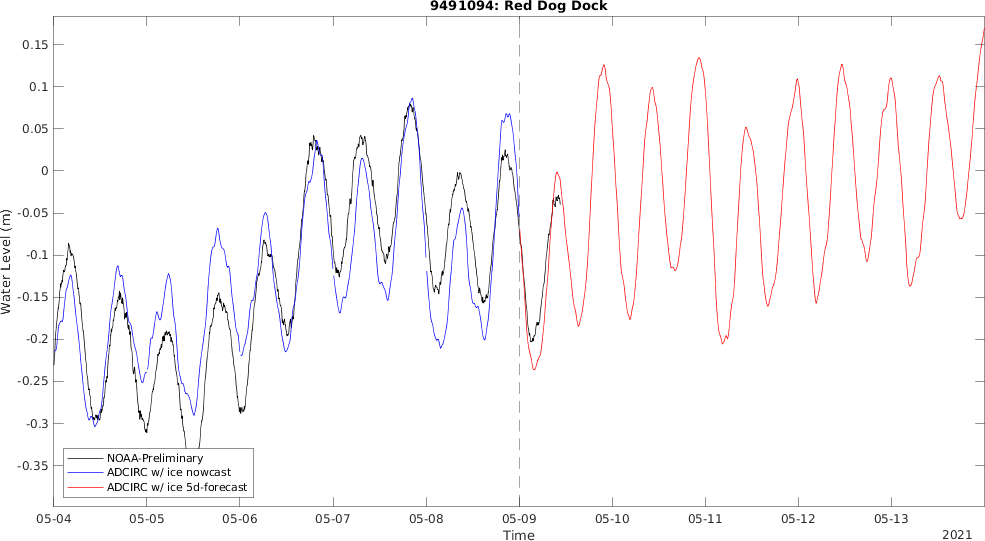 9491094: Red Dog Dock
Water Level (m)
0.15
0.1
0.05
0
-0.05
-0.1
-0.15
-0.2
-0.25
-0.3
-0.35
NOAA-Preliminary
ADCIRC w/ ice nowcast
ADCIRC w/ ice 5d-forecast
05-04 05-05 05-06 05-07 05-08 05-09 05-10 05-11 05-12 05-13
Time
2021